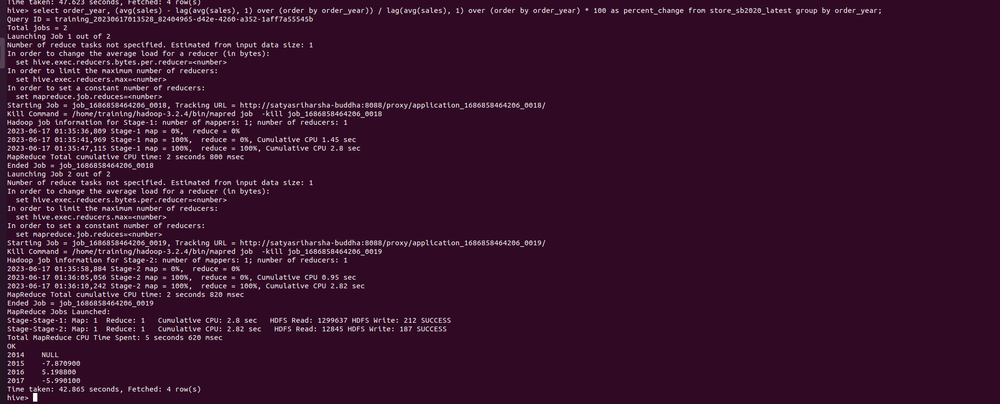 Time taken: 47.623 seconds, Fetched: 4 row(s)
hive> select order_year, (avg(sales) - lag(avg(sales), 1) over (order by order_year)) / lag(avg(sales), 1) over (order by order_year) * 100 as percent_change from store_sb2020_latest group by order_year;
Query ID = training_20230617013528_82404965-d42e-4260-a352-1aff7a55545b
Total jobs = 2
Launching Job 1 out of 2
Number of reduce tasks not specified. Estimated from input data size: 1
In order to change the average load for a reducer (in bytes):
  set hive.exec.reducers.bytes.per.reducer=<number>
In order to limit the maximum number of reducers:
  set hive.exec.reducers.max=<number>
In order to set a constant number of reducers:
  set mapreduce.job.reduces=<number>
Starting Job = job_1686858464206_0018, Tracking URL = http://satyasriharsha-buddha:8088/proxy/application_1686858464206_0018/
Kill Command = /home/training/hadoop-3.2.4/bin/mapred job  -kill job_1686858464206_0018
Hadoop job information for Stage-1: number of mappers: 1; number of reducers: 1
2023-06-17 01:35:36,809 Stage-1 map = 0%,  reduce = 0%
2023-06-17 01:35:41,969 Stage-1 map = 100%,  reduce = 0%, Cumulative CPU 1.45 sec
2023-06-17 01:35:47,115 Stage-1 map = 100%,  reduce = 100%, Cumulative CPU 2.8 sec
MapReduce Total cumulative CPU time: 2 seconds 800 msec
Ended Job = job_1686858464206_0018
Launching Job 2 out of 2
Number of reduce tasks not specified. Estimated from input data size: 1
In order to change the average load for a reducer (in bytes):
  set hive.exec.reducers.bytes.per.reducer=<number>
In order to limit the maximum number of reducers:
  set hive.exec.reducers.max=<number>
In order to set a constant number of reducers:
  set mapreduce.job.reduces=<number>
Starting Job = job_1686858464206_0019, Tracking URL = http://satyasriharsha-buddha:8088/proxy/application_1686858464206_0019/
Kill Command = /home/training/hadoop-3.2.4/bin/mapred job  -kill job_1686858464206_0019
Hadoop job information for Stage-2: number of mappers: 1; number of reducers: 1
2023-06-17 01:35:58,884 Stage-2 map = 0%,  reduce = 0%
2023-06-17 01:36:05,056 Stage-2 map = 100%,  reduce = 0%, Cumulative CPU 0.95 sec
2023-06-17 01:36:10,242 Stage-2 map = 100%,  reduce = 100%, Cumulative CPU 2.82 sec
MapReduce Total cumulative CPU time: 2 seconds 820 msec
Ended Job = job_1686858464206_0019
MapReduce Jobs Launched:
Stage-Stage-1: Map: 1  Reduce: 1   Cumulative CPU: 2.8 sec   HDFS Read: 1299637 HDFS Write: 212 SUCCESS
Stage-Stage-2: Map: 1  Reduce: 1   Cumulative CPU: 2.82 sec   HDFS Read: 12845 HDFS Write: 187 SUCCESS
Total MapReduce CPU Time Spent: 5 seconds 620 msec
OK
2014    NULL
2015    -7.870900
2016    5.198800
2017    -5.990100
Time taken: 42.865 seconds, Fetched: 4 row(s)
hive>